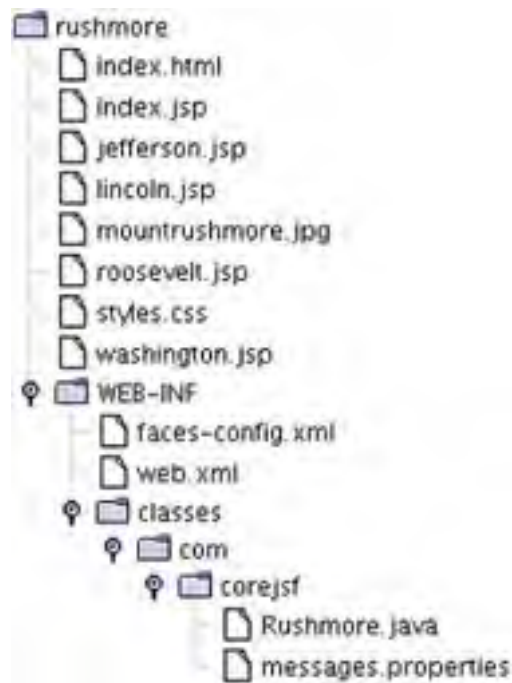 rushmore
index.html
index.jsp
jefferson.jsp
lincoln.jsp
mountrushmore.jpg
roosevelt.jsp
styles.css
washington.jsp
WEB-INF
faces-config.xml
web.xml
classes
com
corejsf
Rushmore.java
messages.properties